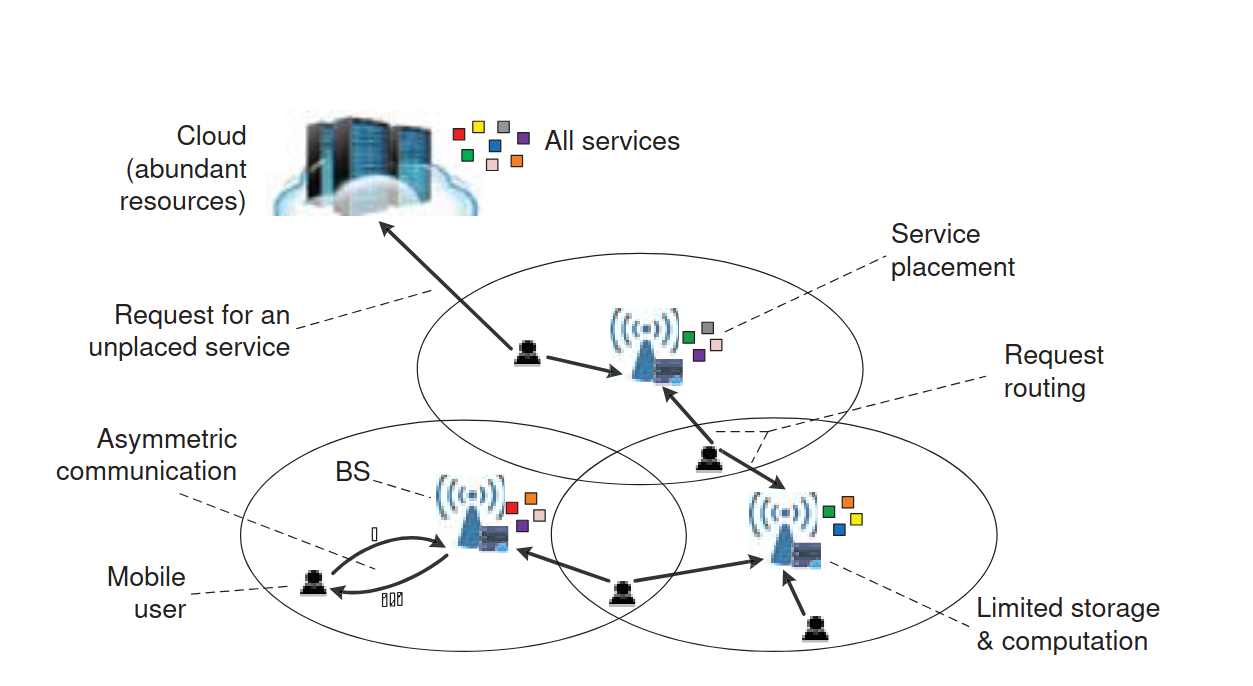 Cloud
(abundant
resources)
All services
Service
placement
Request for an
unplaced service
Request
routing
Asymmetric
communication
BS
Mobile
user
Limited storage
& computation